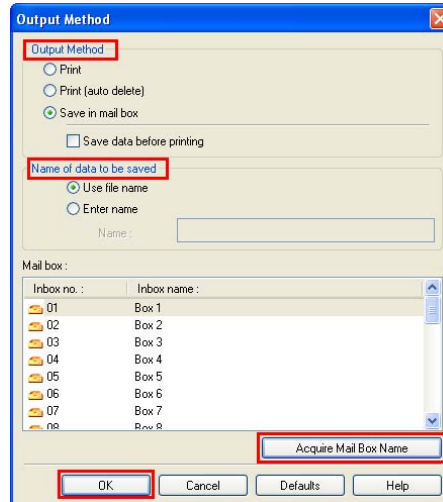 Output Method
Output Method
Print
Print (auto delete)
Save in mail box
Save data before printing
Name of data to be saved
Use file name
Enter name
Name :
Mail box :
Inbox no. : Inbox name :
01 Box 1
02 Box 2
03 Box 3
04 Box 4
05 Box 5
06 Box 6
07 Box 7
08 Box 8
Acquire Mail Box Name
OK Cancel Defaults Help